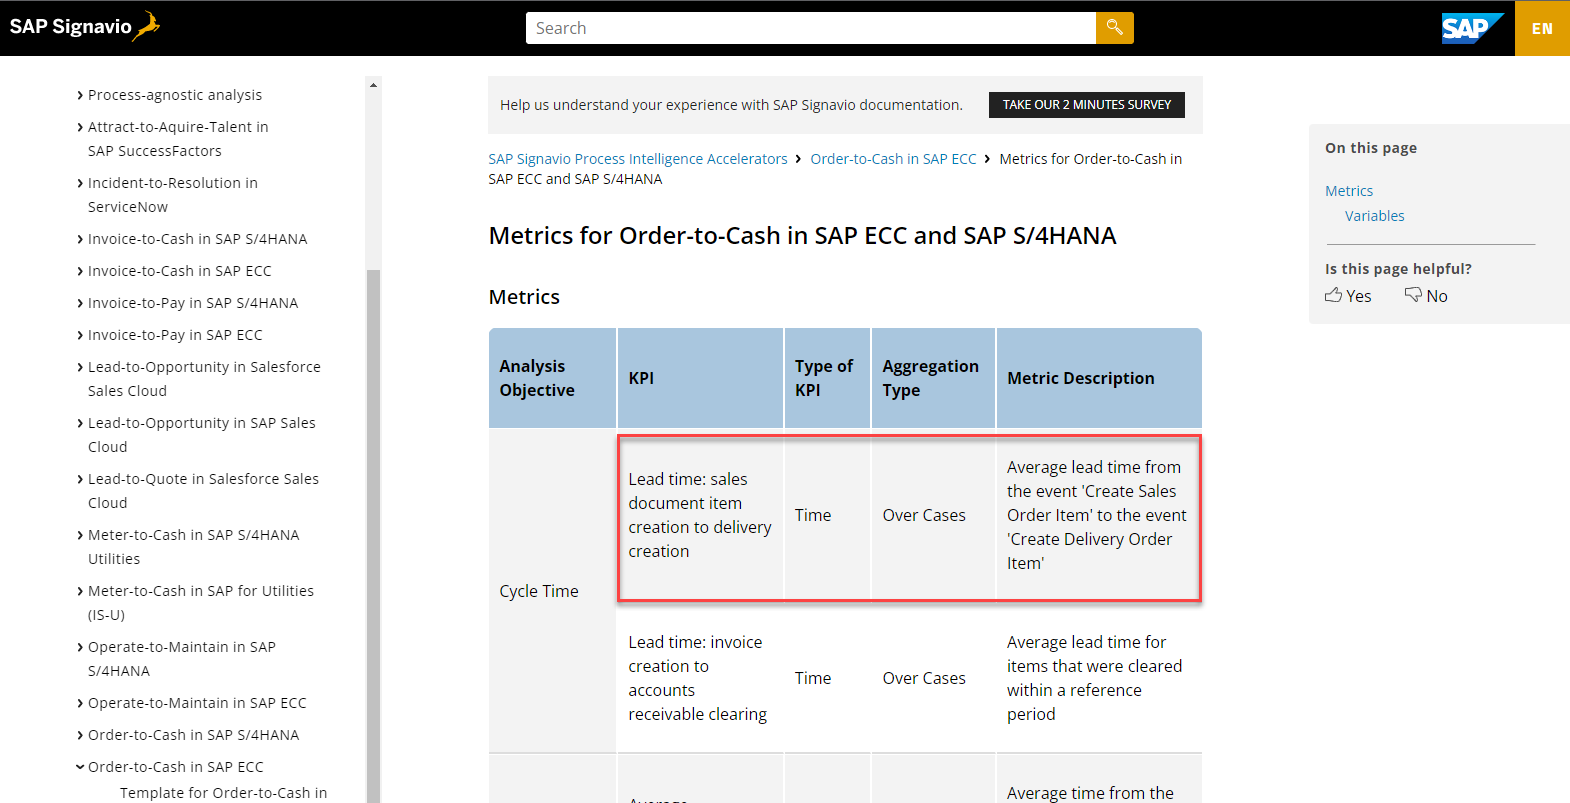 SAP Signavio
Search
SAP
EN
Process-agnostic analysis
Attract-to-Aquire-Talent in
SAP SuccessFactors
Incident-to-Resolution in
ServiceNow
Invoice-to-Cash in SAP S/4HANA
Invoice-to-Cash in SAP ECC
Invoice-to-Pay in SAP S/4HANA
Invoice-to-Pay in SAP ECC
Lead-to-Opportunity in Salesforce
Sales Cloud
Lead-to-Opportunity in SAP Sales
Cloud
Lead-to-Quote in Salesforce Sales
Cloud
Meter-to-Cash in SAP S/4HANA
Utilities
Meter-to-Cash in SAP for Utilities
(IS-U)
Operate-to-Maintain in SAP
S/4HANA
Operate-to-Maintain in SAP ECC
Order-to-Cash in SAP S/4HANA
Order-to-Cash in SAP ECC
Template for Order-to-Cash in
Help us understand your experience with SAP Signavio documentation.
TAKE OUR 2 MINUTES SURVEY
SAP Signavio Process Intelligence Accelerators › Order-to-Cash in SAP ECC › Metrics for Order-to-Cash in
SAP ECC and SAP S/4HANA
Metrics for Order-to-Cash in SAP ECC and SAP S/4HANA
Metrics
Analysis
Objective
KPI
Type of
KPI
Aggregation
Type
Metric Description
Cycle Time
Lead time: sales
document item
creation to delivery
creation
Time
Over Cases
Average lead time from
the event 'Create Sales
Order Item' to the event
'Create Delivery Order
Item'
Lead time: invoice
creation to
accounts
receivable clearing
Time
Over Cases
Average lead time for
items that were cleared
within a reference
period
Average
Average time from the
On this page
Metrics
Variables
Is this page helpful?
Yes
No